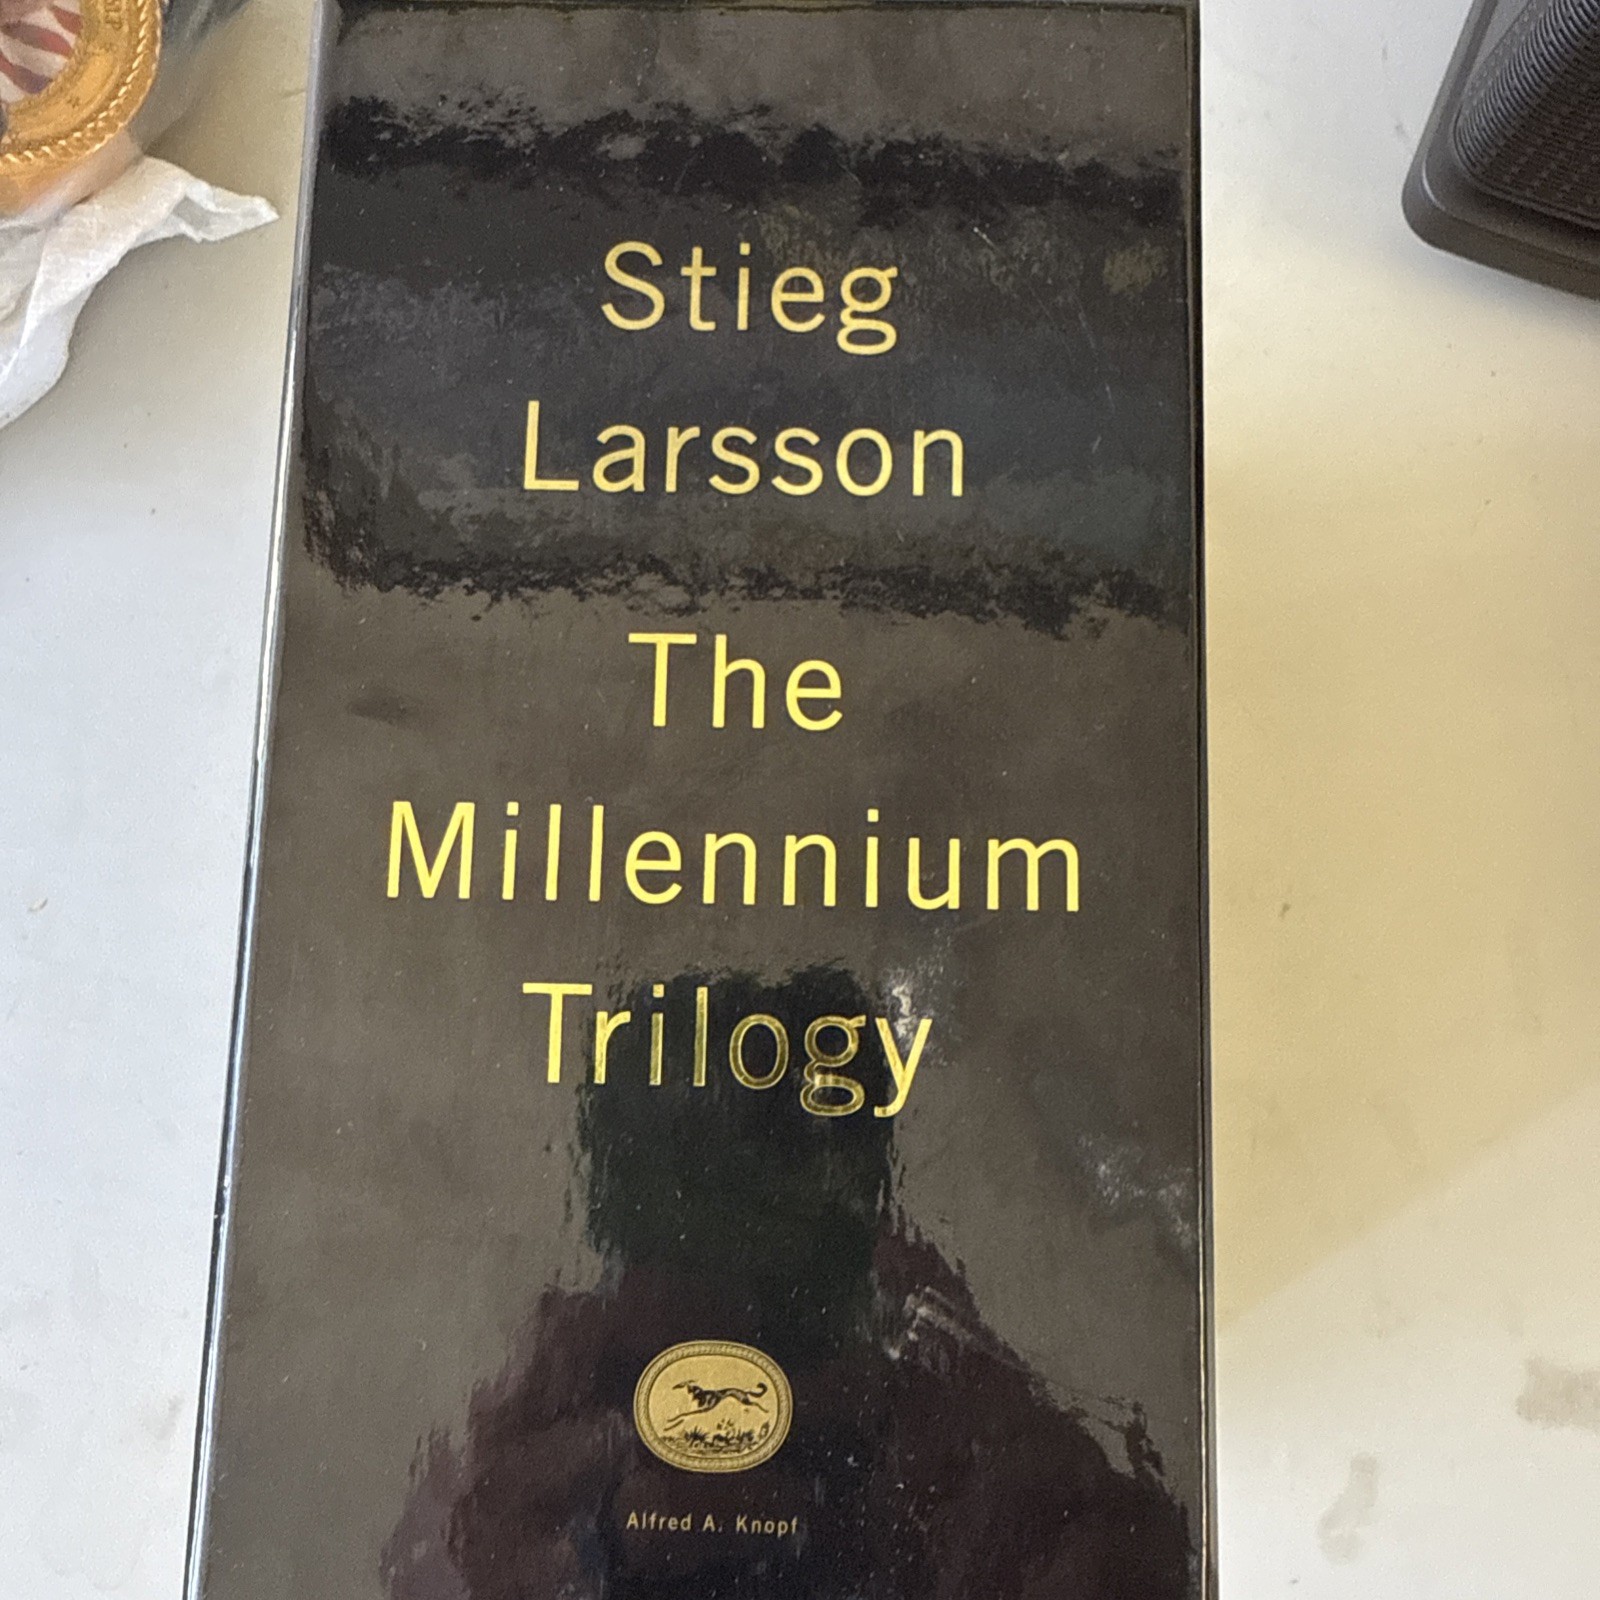 Stieg
Larsson
The
Millennium
Trilogy
Alfred A. Knopf